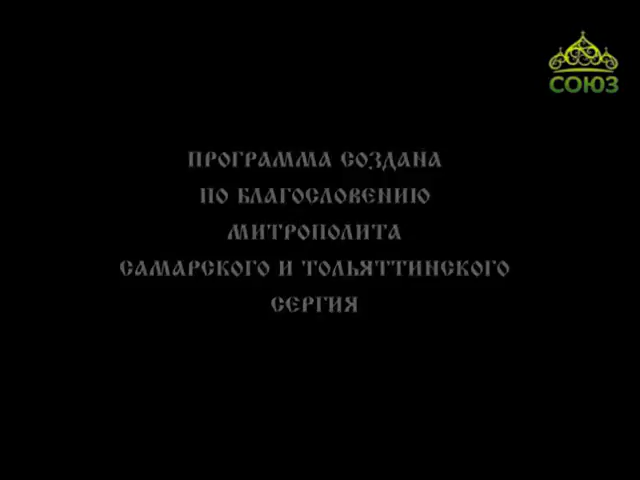 СОЮЗ
ПРОГРАММА СОЗДАНА
ПО БЛАГОСЛОВЕНИЮ
МИТРОПОЛИТА
САМАРСКОГО И ТОЛЬЯТТИНСКОГО
СЕРГИЯ